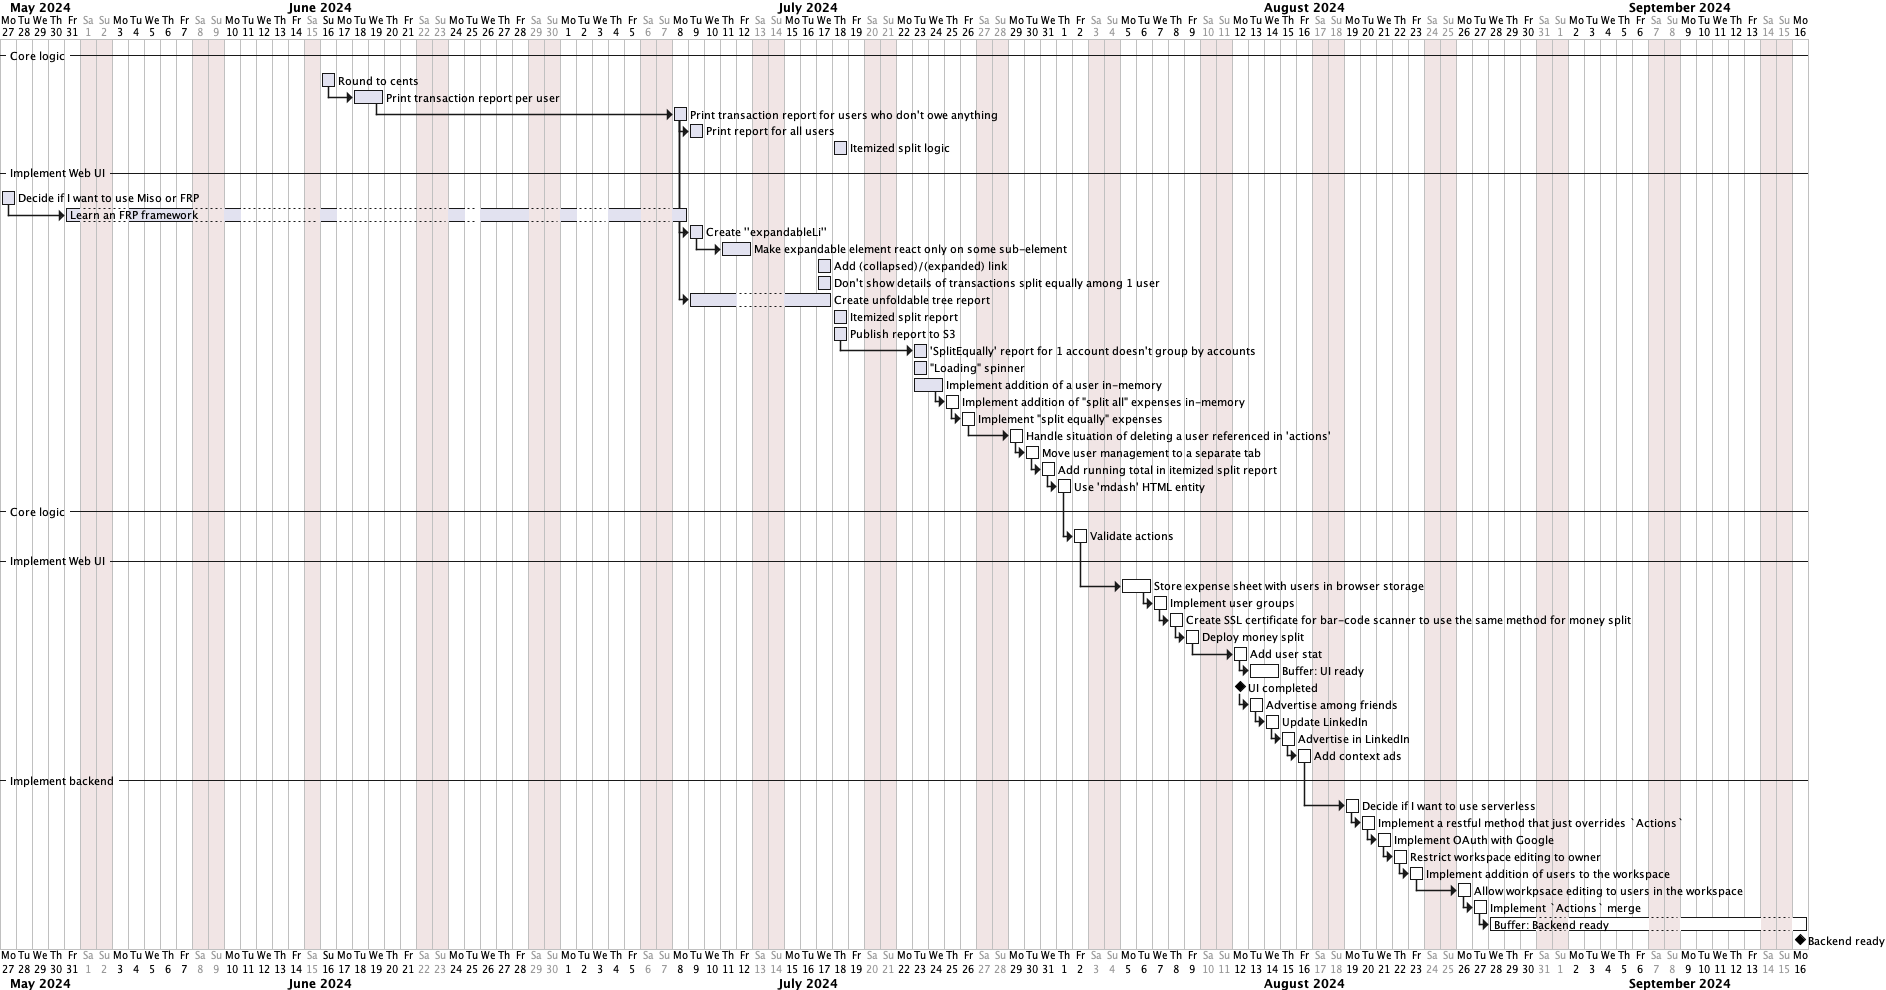 May 2024 June 2024 July 2024 August 2024 September 2024
Mo Tu We Th Fr Sa Su Mo Tu We Th Fr Sa Su Mo Tu We Th Fr Sa Su Mo Tu We Th Fr Sa Su Mo Tu We Th Fr Sa Su Mo Tu We Th Fr Sa Su Mo Tu We Th Fr Sa Su Mo Tu We Th Fr Sa Su Mo Tu We Th Fr Sa Su Mo Tu We Th Fr Sa Su Mo Tu We Th Fr Sa Su Mo Tu We Th Fr Sa Su Mo Tu We Th Fr Sa Su Mo Tu We Th Fr Sa Su Mo Tu We Th Fr Sa Su Mo Tu We Th Fr Sa Su Mo
27 28 29 30 31 1 2 3 4 5 6 7 8 9 10 11 12 13 14 15 16 17 18 19 20 21 22 23 24 25 26 27 28 29 30 1 2 3 4 5 6 7 8 9 10 11 12 13 14 15 16 17 18 19 20 21 22 23 24 25 26 27 28 29 30 31 1 2 3 4 5 6 7 8 9 10 11 12 13 14 15 16 17 18 19 20 21 22 23 24 25 26 27 28 29 30 31 1 2 3 4 5 6 7 8 9 10 11 12 13 14 15 16
Core logic
Round to cents
Print transaction report per user
Print transaction report for users who don't owe anything
Print report for all users
Itemized split logic
Implement Web UI
Decide if I want to use Miso or FRP
Learn an FRP framework
Create ''expandableLi''
Make expandable element react only on some sub-element
Add (collapsed)/(expanded) link
Don't show details of transactions split equally among 1 user
Create unfoldable tree report
Itemized split report
Publish report to S3
'SplitEqually' report for 1 account doesn't group by accounts
"Loading" spinner
Implement addition of a user in-memory
Implement addition of "split all" expenses in-memory
Implement "split equally" expenses
Handle situation of deleting a user referenced in 'actions'
Move user management to a separate tab
Add running total in itemized split report
Use 'mdash' HTML entity
Core logic
Validate actions
Implement Web UI
Store expense sheet with users in browser storage
Implement user groups
Create SSL certificate for bar-code scanner to use the same method for money split
Deploy money split
Add user stat
Buffer: UI ready
UI completed
Advertise among friends
Update LinkedIn
Advertise in LinkedIn
Add context ads
Implement backend
Decide if I want to use serverless
Implement a restful method that just overrides `Actions`
Implement OAuth with Google
Restrict workspace editing to owner
Implement addition of users to the workspace
Allow workpsace editing to users in the workspace
Implement `Actions` merge
Buffer: Backend ready
Backend ready
Mo Tu We Th Fr Sa Su Mo Tu We Th Fr Sa Su Mo Tu We Th Fr Sa Su Mo Tu We Th Fr Sa Su Mo Tu We Th Fr Sa Su Mo Tu We Th Fr Sa Su Mo Tu We Th Fr Sa Su Mo Tu We Th Fr Sa Su Mo Tu We Th Fr Sa Su Mo Tu We Th Fr Sa Su Mo Tu We Th Fr Sa Su Mo Tu We Th Fr Sa Su Mo Tu We Th Fr Sa Su Mo Tu We Th Fr Sa Su Mo Tu We Th Fr Sa Su Mo Tu We Th Fr Sa Su Mo
27 28 29 30 31 1 2 3 4 5 6 7 8 9 10 11 12 13 14 15 16 17 18 19 20 21 22 23 24 25 26 27 28 29 30 1 2 3 4 5 6 7 8 9 10 11 12 13 14 15 16 17 18 19 20 21 22 23 24 25 26 27 28 29 30 31 1 2 3 4 5 6 7 8 9 10 11 12 13 14 15 16 17 18 19 20 21 22 23 24 25 26 27 28 29 30 31 1 2 3 4 5 6 7 8 9 10 11 12 13 14 15 16
May 2024 June 2024 July 2024 August 2024 September 2024